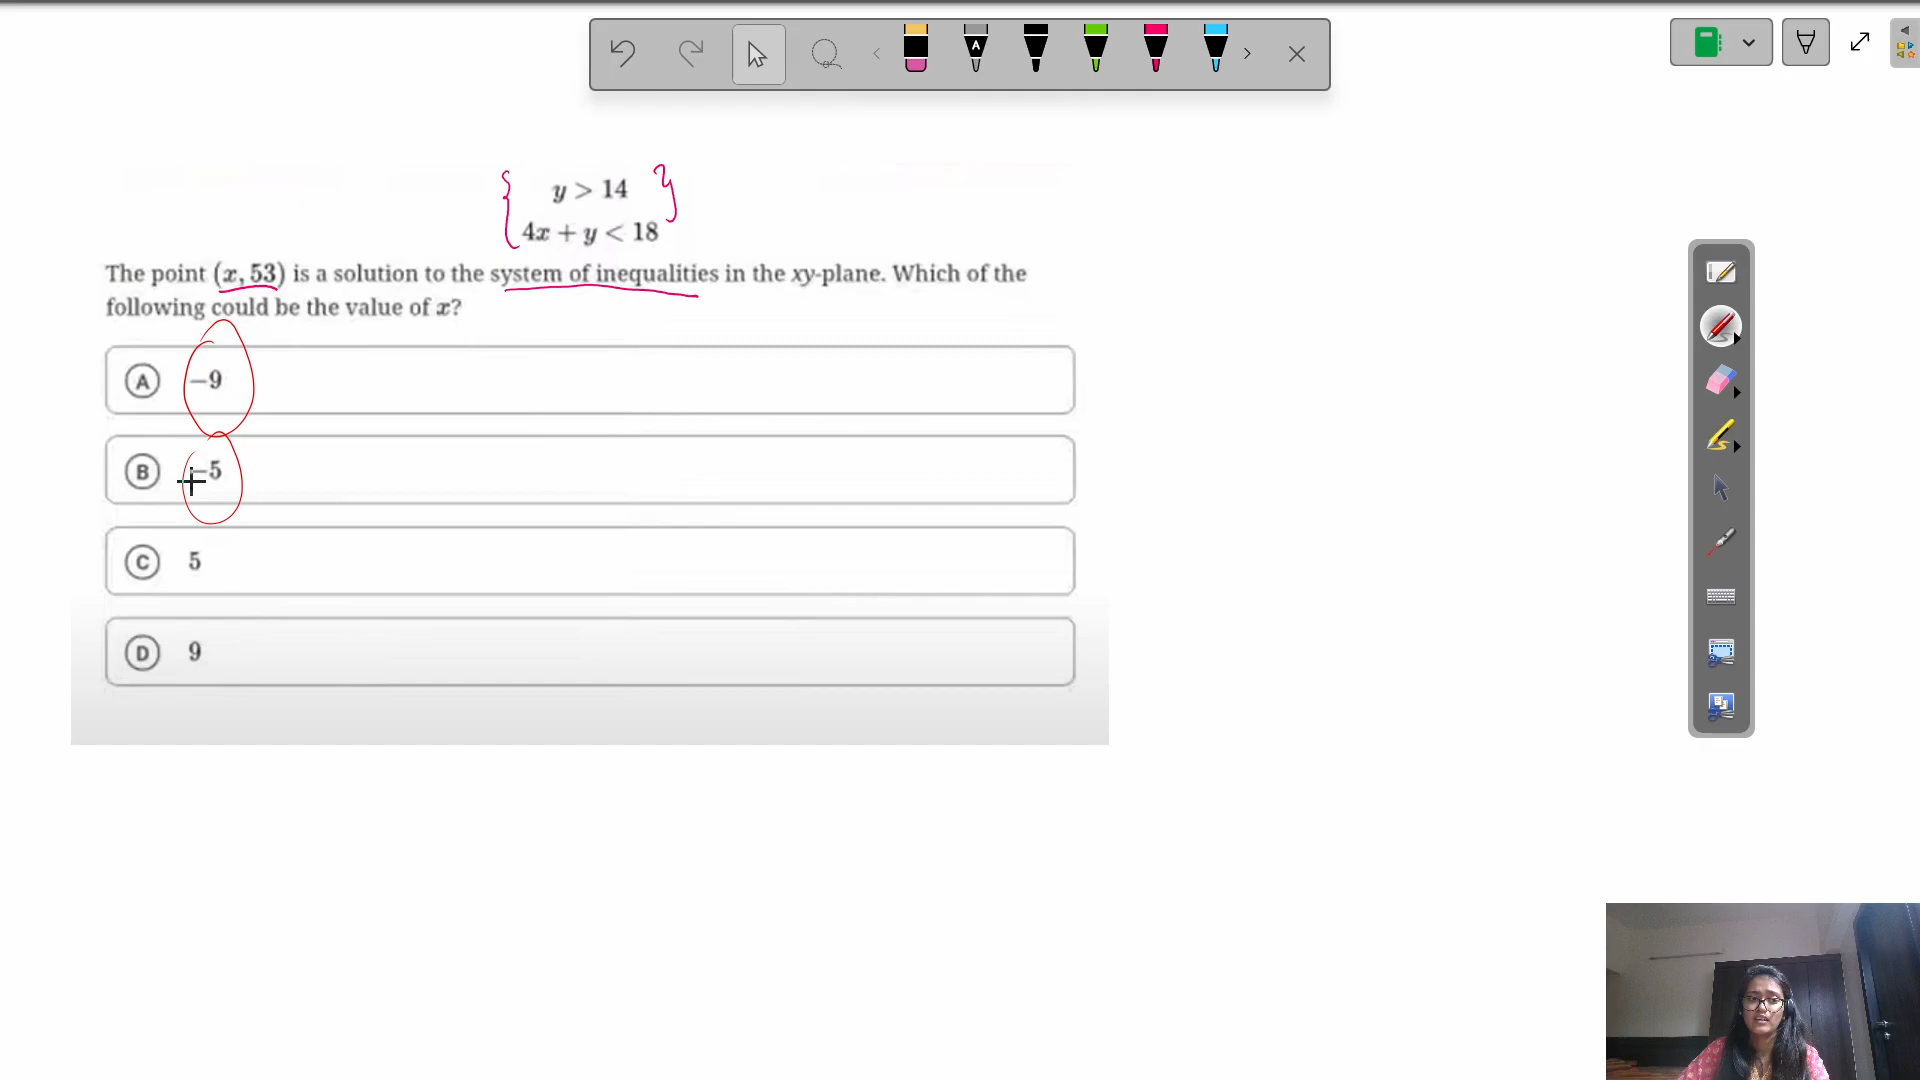 A
y > 14
4x + y < 18
The point (x, 53) is a solution to the system of inequalities in the xy-plane. Which of the
following could be the value of x?
A −9
B −5
C 5
D 9